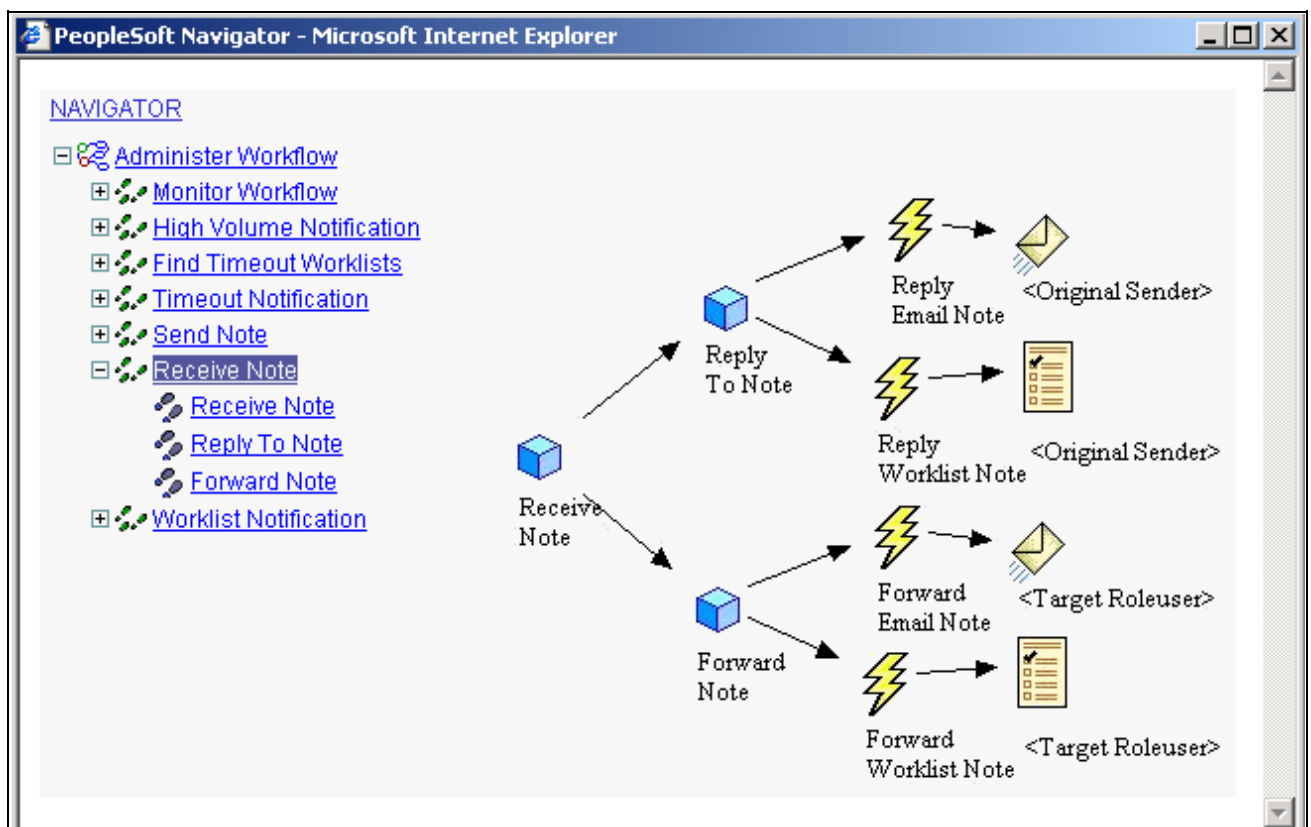 PeopleSoft Navigator - Microsoft Internet Explorer
NAVIGATOR
Administer Workflow
Monitor Workflow
High Volume Notification
Find Timeout Worklists
Timeout Notification
Send Note
Receive Note
Receive Note
Reply To Note
Forward Note
Worklist Notification
Receive
Note
Reply
To Note
Reply
Email Note
<Original Sender>
Reply
Worklist Note
<Original Sender>
Forward
Note
Forward
Email Note
<Target Roleuser>
Forward
Worklist Note
<Target Roleuser>